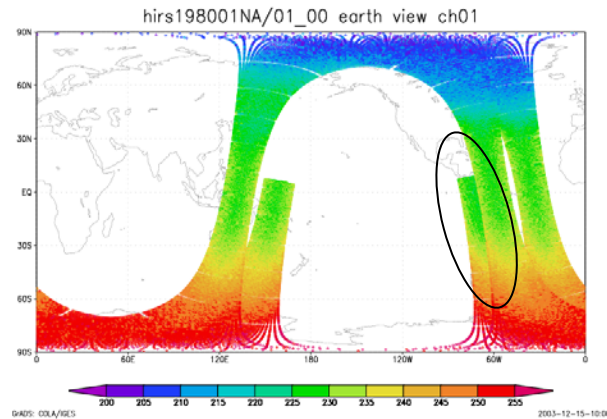 hirs198001NA/01_00 earth view ch01
90N
60N
30N
EQ
30S
60S
90S
0 60E 120E 180 120W 60W 0
200 205 210 215 220 225 230 235 240 245 250 255
GrADS: COLA/IGES 2003-12-15-10:0